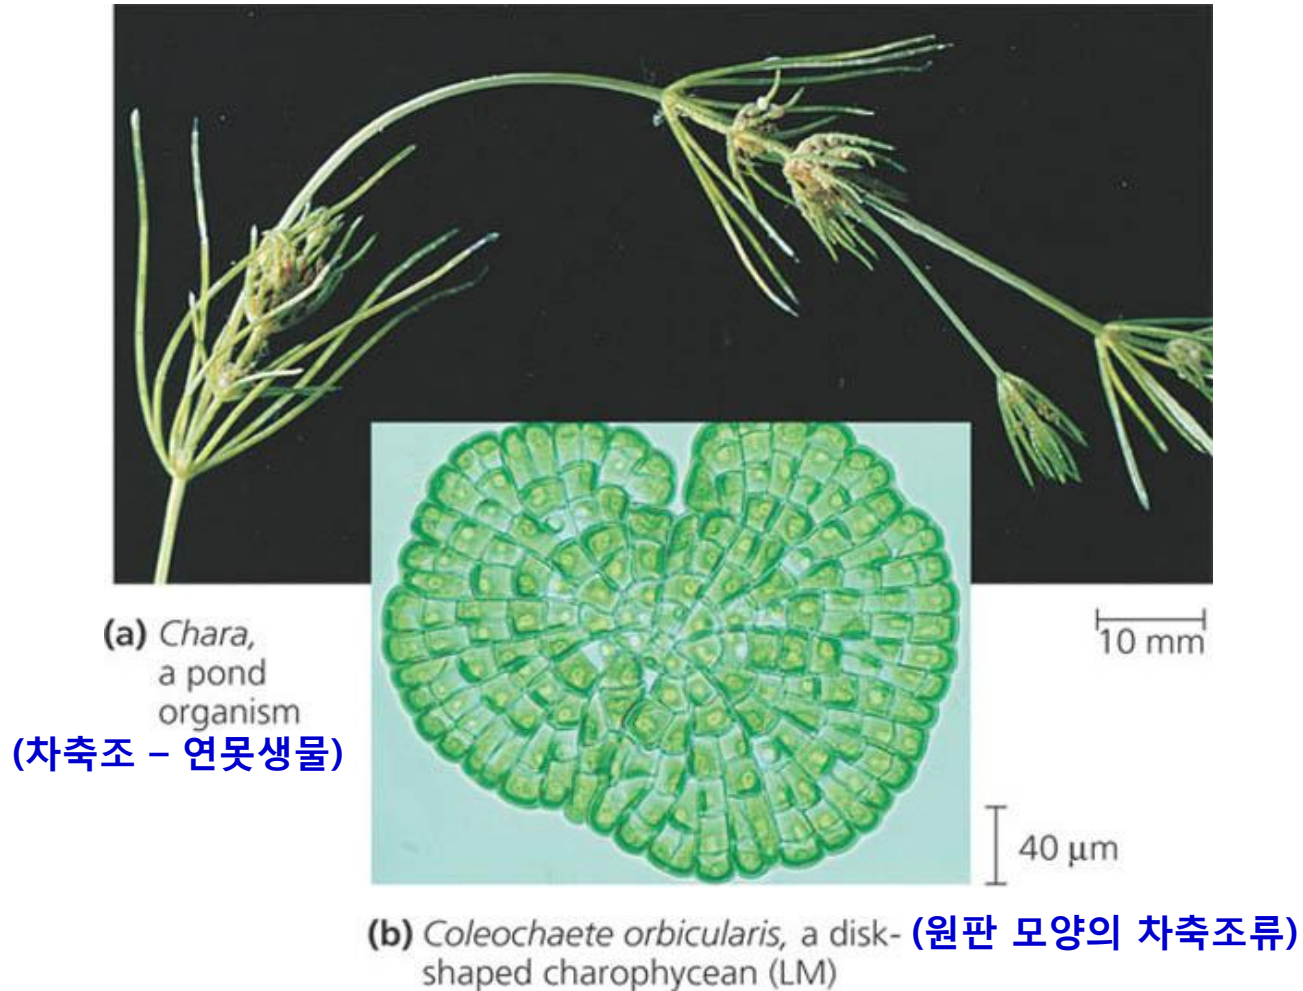 (a) Chara,
a pond
organism
(차축조 – 연못생물)
10 mm
40 μm
(b) Coleochaete orbicularis, a disk- (원판 모양의 차축조류)
shaped charophycean (LM)